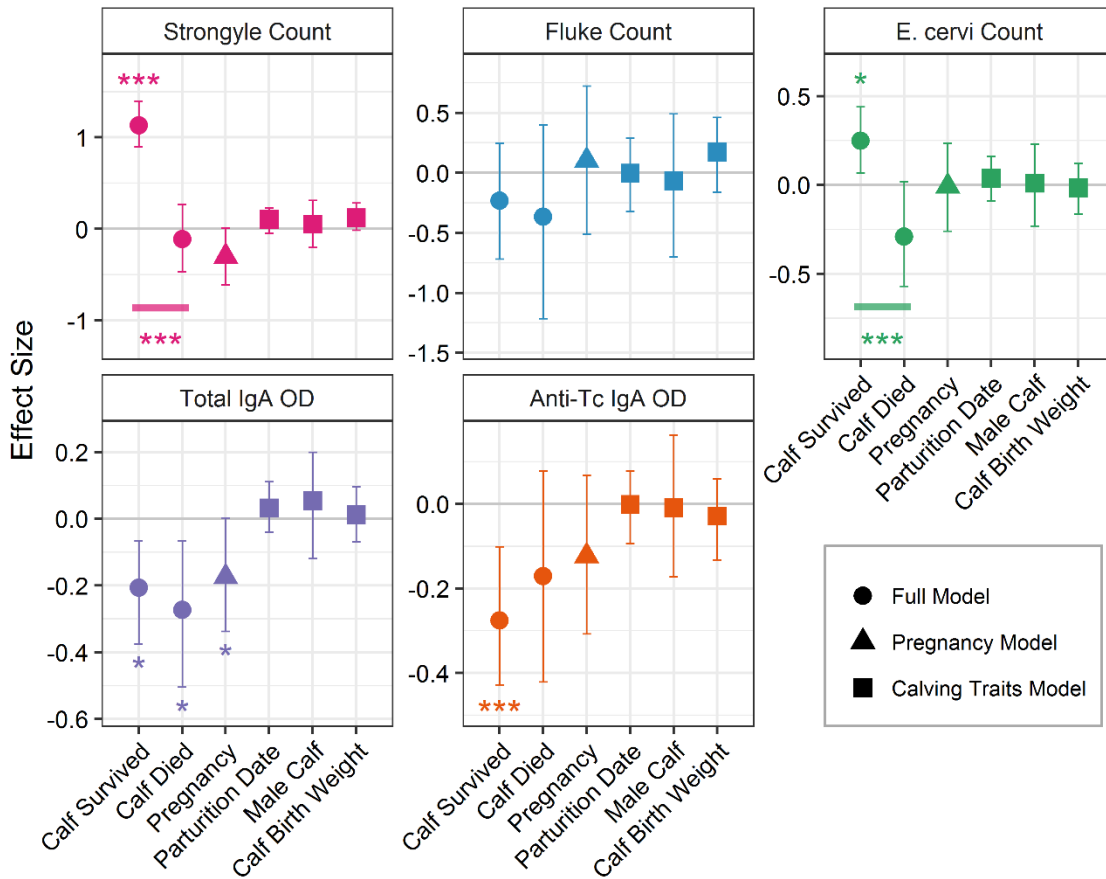 Strongyle Count
Fluke Count
E. cervi Count
***
*
1
0
-1
0.5
0.0
-0.5
-1.0
-1.5
0.5
0.0
-0.5
***
***
Effect Size
Calf Survived
Calf Died
Pregnancy
Parturition Date
Male Calf
Calf Birth Weight
Total IgA OD
Anti-Tc IgA OD
0.2
0.0
-0.2
-0.4
-0.6
0.0
-0.2
-0.4
*
*
*
***
Full Model
Pregnancy Model
Calving Traits Model
Calf Survived
Calf Died
Pregnancy
Parturition Date
Male Calf
Calf Birth Weight
Calf Survived
Calf Died
Pregnancy
Parturition Date
Male Calf
Calf Birth Weight